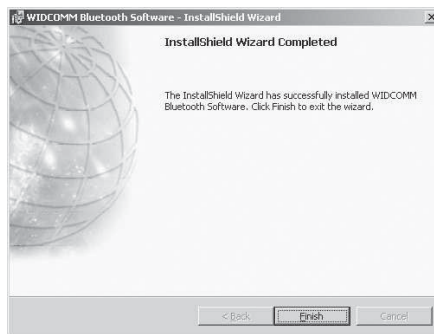 WIDCOMM Bluetooth Software - InstallShield Wizard
InstallShield Wizard Completed
The InstallShield Wizard has successfully installed WIDCOMM
Bluetooth Software. Click Finish to exit the wizard.
< Back
Finish
Cancel